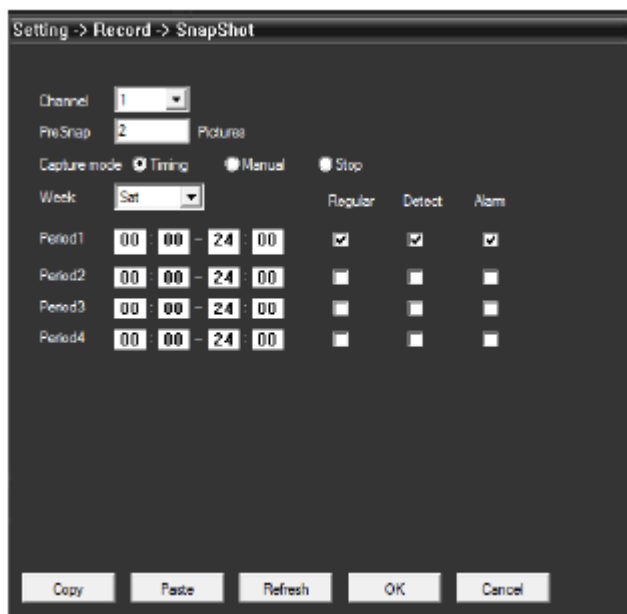 Setting -> Record -> SnapShot
Channel 1
PreSnap 2 Pictures
Capture mode Timing Manual Stop
Week Sat Regular Detect Alarm
Period1 00 : 00 - 24 : 00
Period2 00 : 00 - 24 : 00
Period3 00 : 00 - 24 : 00
Period4 00 : 00 - 24 : 00
Copy Paste Refresh OK Cancel